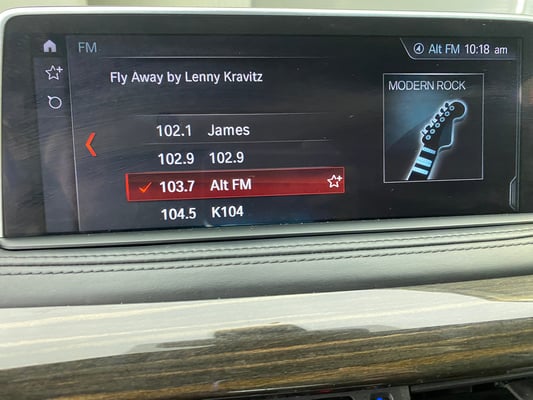 FM
Alt FM 10:18 am
Fly Away by Lenny Kravitz
MODERN ROCK
102.1 James
102.9 102.9
103.7 Alt FM
104.5 K104